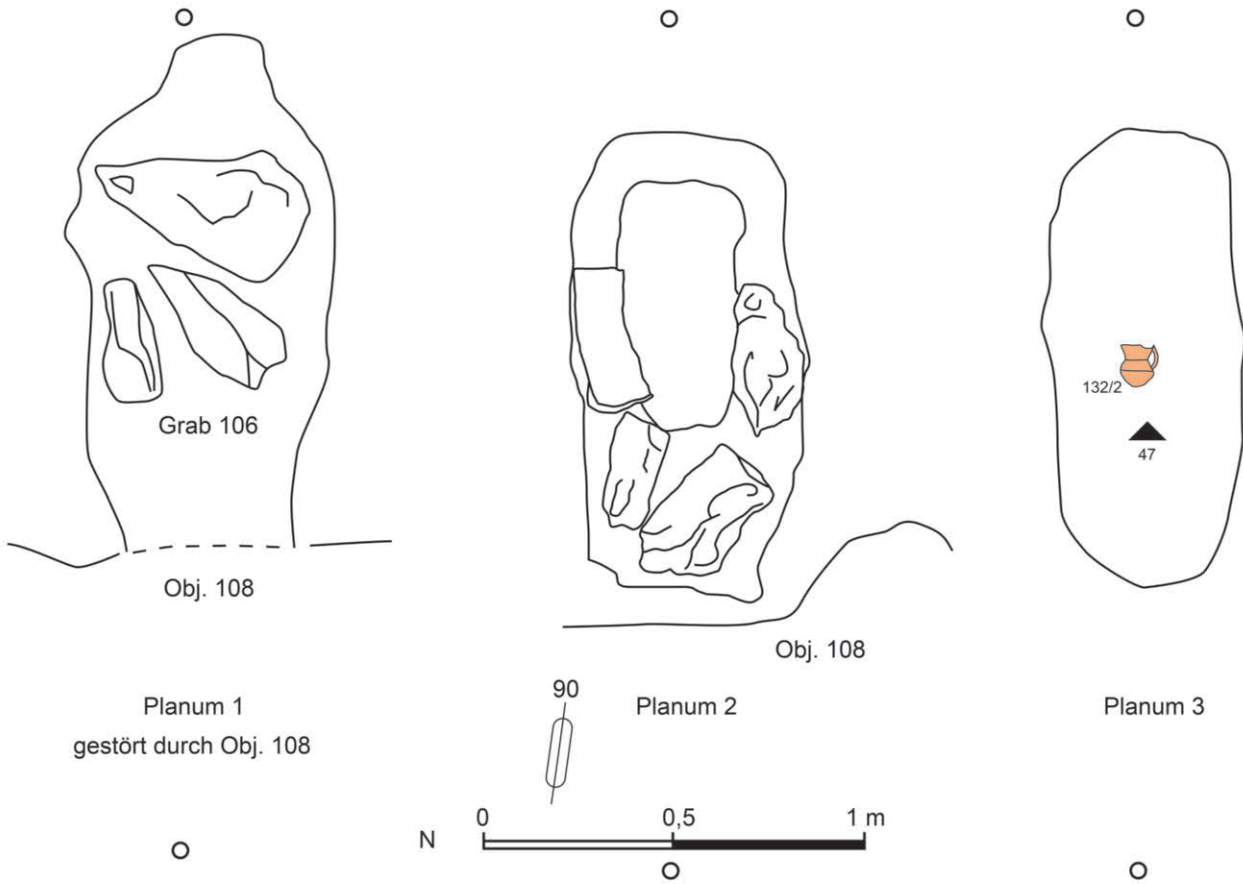 Grab 106
Obj. 108
Planum 1
gestört durch Obj. 108
Obj. 108
Planum 2
90
N
0 0,5 1 m
132/2
47
Planum 3